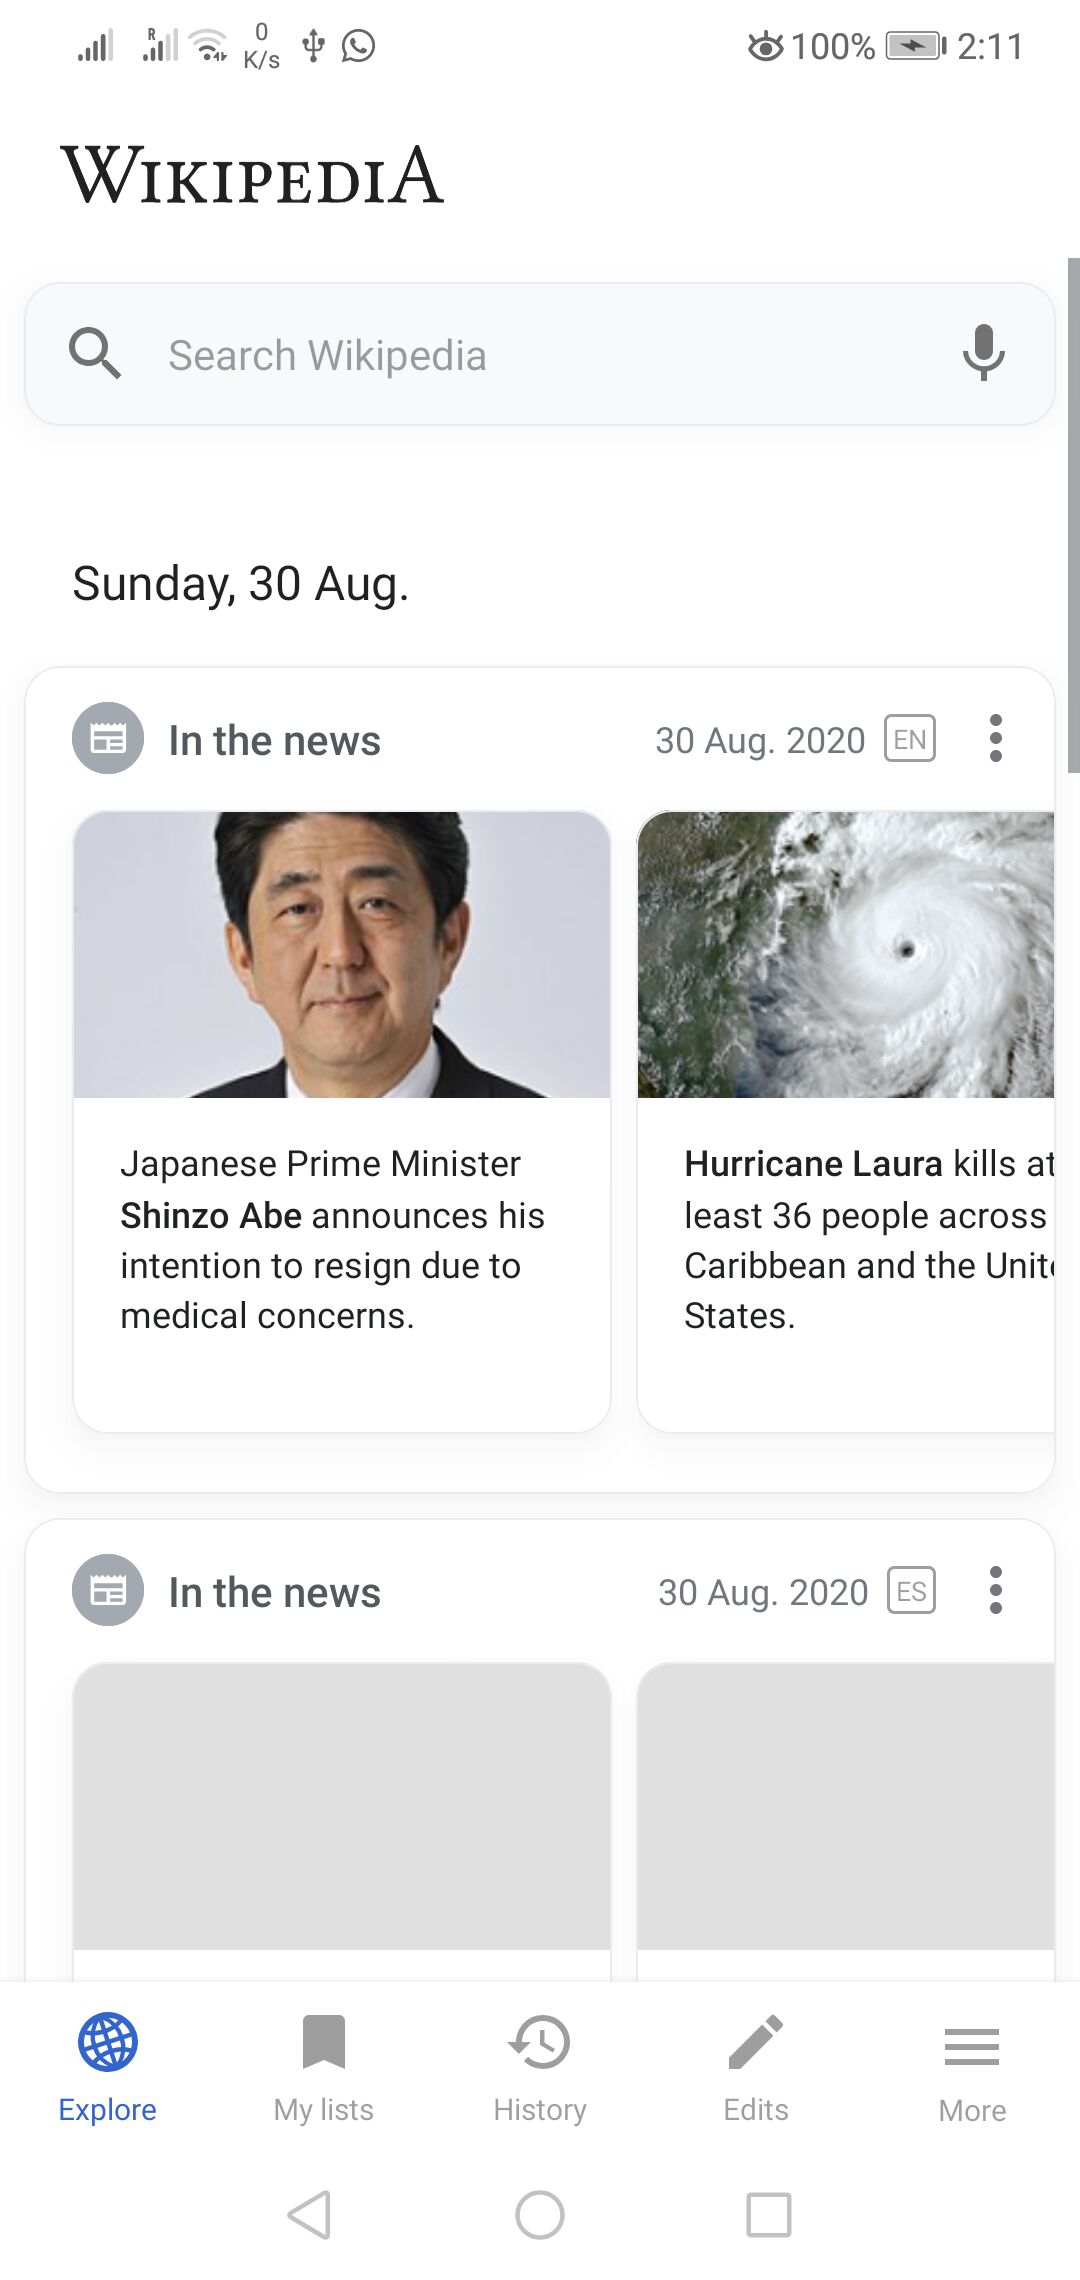 R
0
K/s
100%
2:11
WIKIPEDIA
Search Wikipedia
Sunday, 30 Aug.
In the news
30 Aug. 2020
EN
Japanese Prime Minister
Shinzo Abe announces his
intention to resign due to
medical concerns.
Hurricane Laura kills at
least 36 people across
Caribbean and the Unite
States.
In the news
30 Aug. 2020
ES
Explore
My lists
History
Edits
More